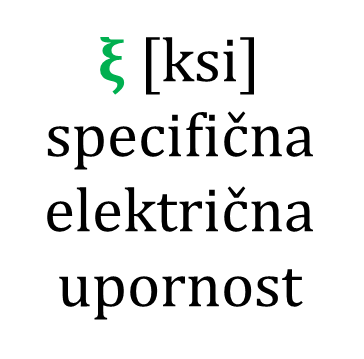 ξ [ksi]
specifična
električna
upornost